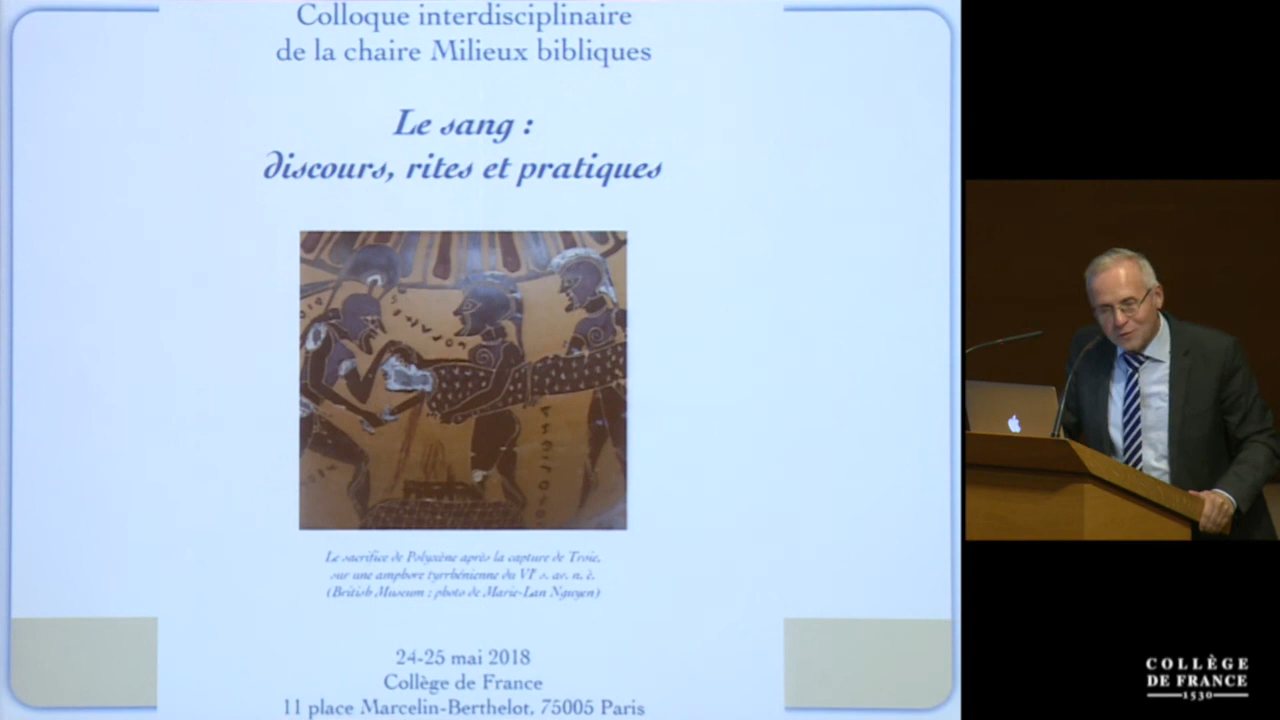 Colloque interdisciplinaire
de la chaire Milieux bibliques
Le sang :
discours, rites et pratiques
Le sacrifice de Polyxène après la capture de Troie,
sur une amphore tyrrhénienne du VIᵉ s. av. n. è.
(British Museum ; photo de Marie-Lan Nguyen)
24-25 mai 2018
Collège de France
11 place Marcelin-Berthelot, 75005 Paris
COLLÈGE
DE FRANCE
1530